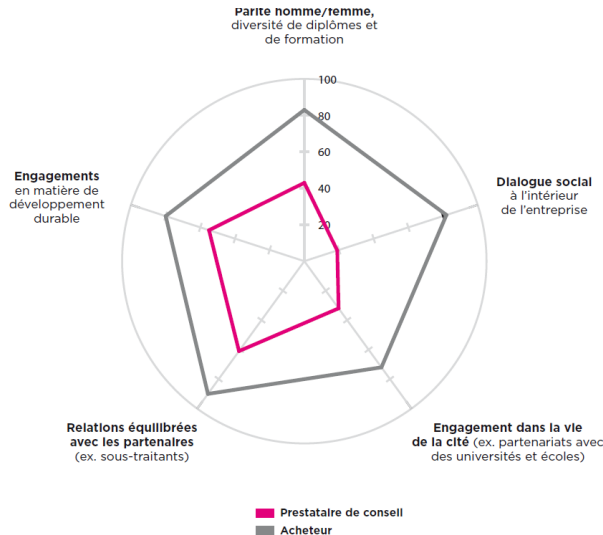 Parité homme/femme,
diversité de diplômes et
de formation
100
80
60
40
20
Engagements
en matière de
développement
durable
Dialogue social
à l'intérieur
de l'entreprise
Relations équilibrées
avec les partenaires
(ex. sous-traitants)
Engagement dans la vie
de la cité (ex. partenariats avec
des universités et écoles)
Prestataire de conseil
Acheteur